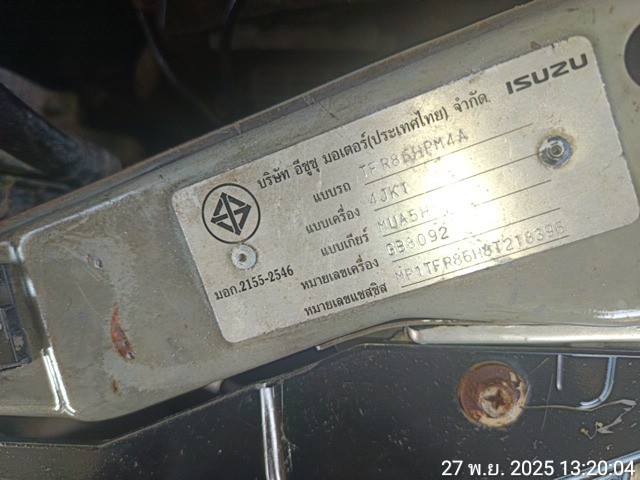 ISUZU
บริษัท อีซูซุ มอเตอร์(ประเทศไทย) จำกัด.
แบบรถ TFR86HPM4A
แบบเครื่อง 4JKT
แบบเกียร์ MUA5H
หมายเลขเครื่อง
หมายเลขแชสซิส
มอก.2155-2546
27 พ.ย. 2025 13:20:04